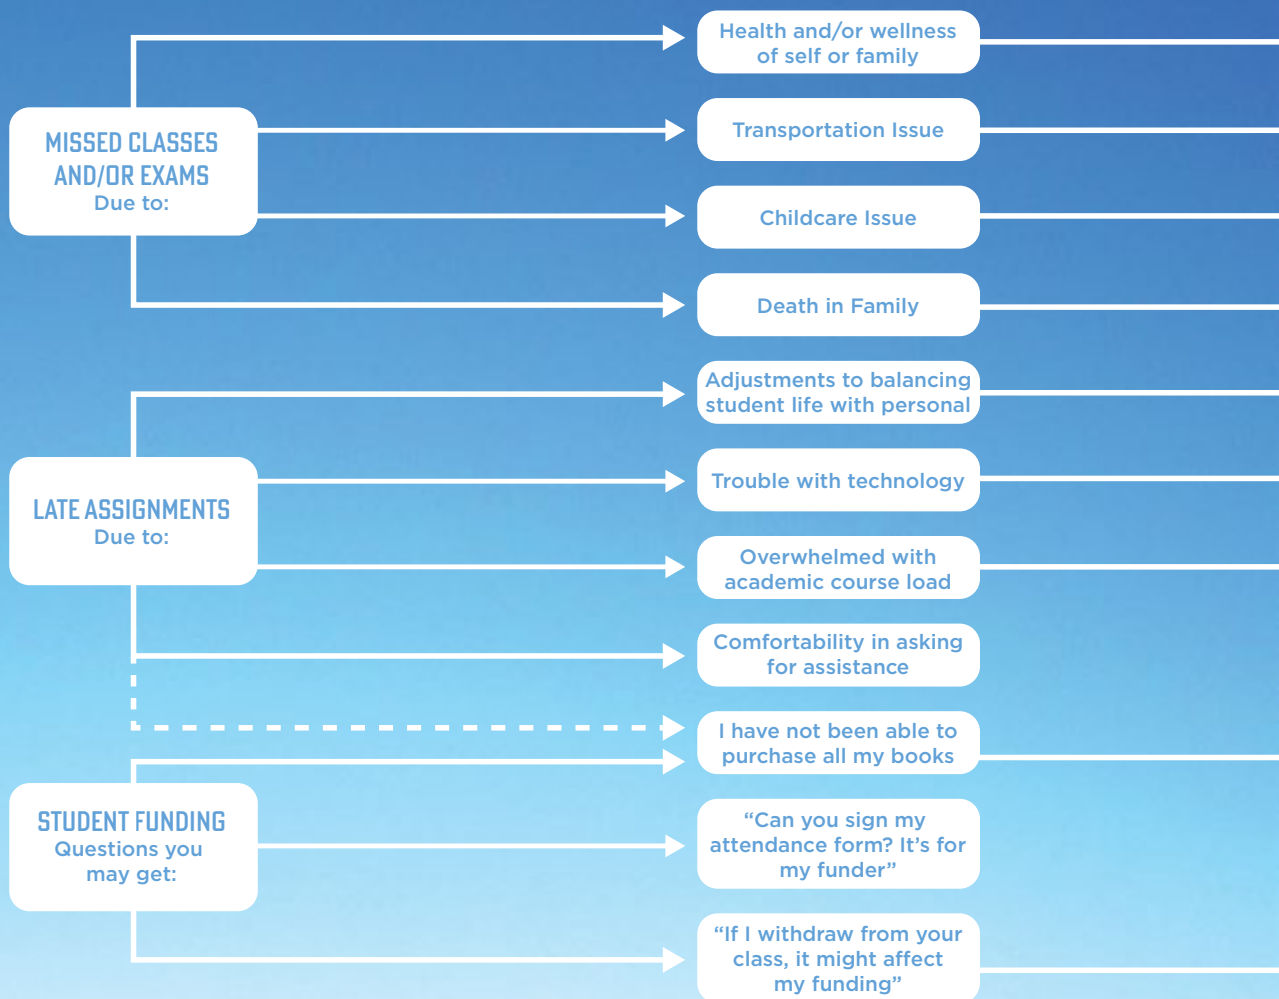 MISSED CLASSES
AND/OR EXAMS
Due to:
Health and/or wellness
of self or family
Transportation Issue
Childcare Issue
Death in Family
LATE ASSIGNMENTS
Due to:
Adjustments to balancing
student life with personal
Trouble with technology
Overwhelmed with
academic course load
Comfortability in asking
for assistance
I have not been able to
purchase all my books
STUDENT FUNDING
Questions you
may get:
“Can you sign my
attendance form? It’s for
my funder”
“If I withdraw from your
class, it might affect
my funding”